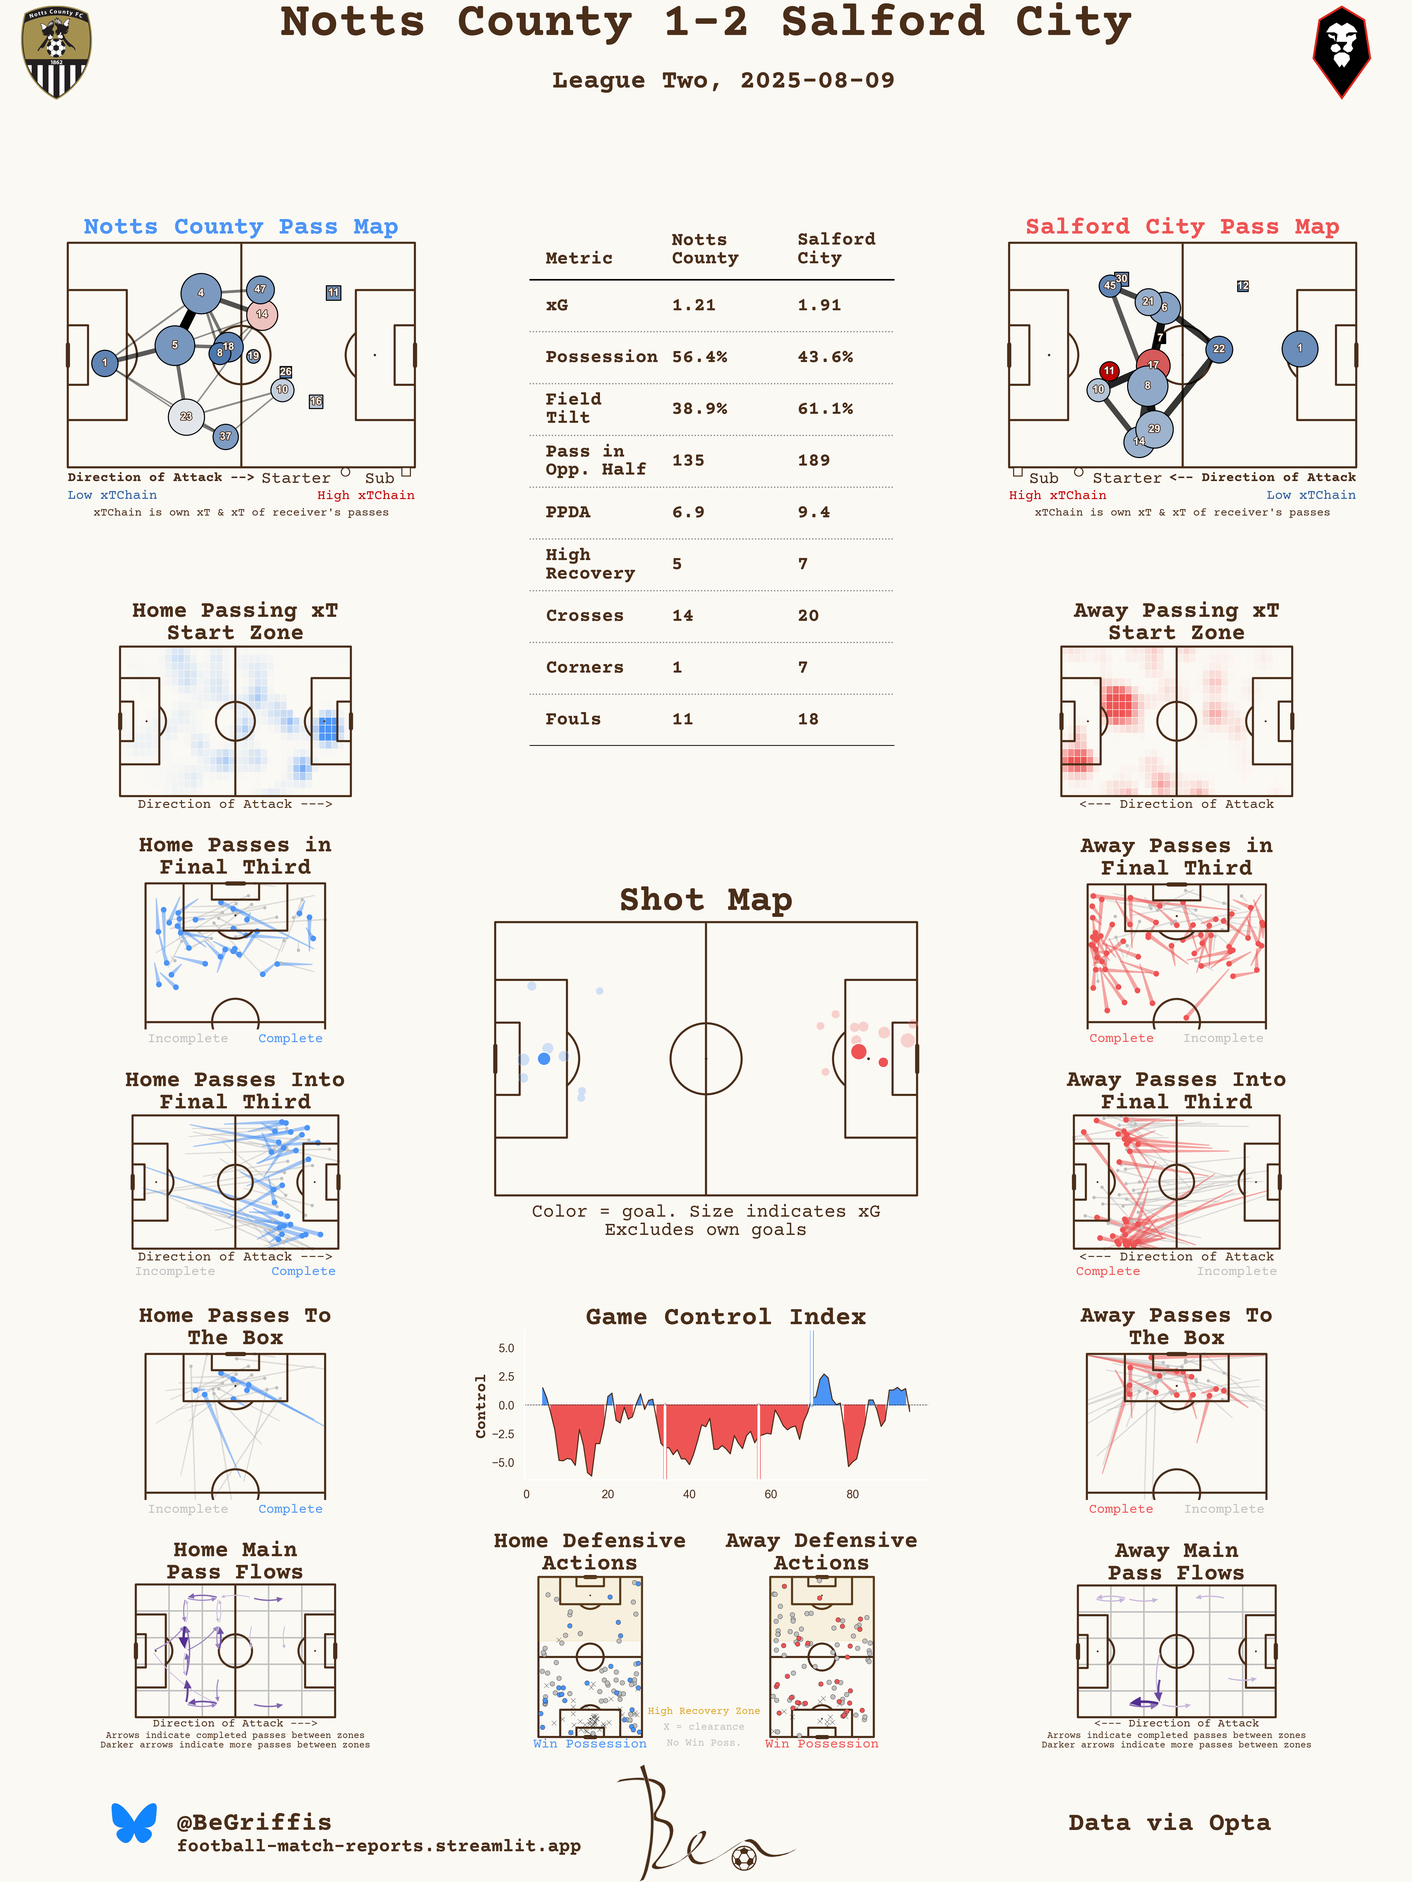 Notts County 1-2 Salford City
League Two, 2025-08-09
Notts County FC
1862
Notts County Pass Map
4
47
11
14
5
18
8
19
1
26
10
16
23
37
Direction of Attack --> Starter Sub
Low xTChain High xTChain
xTChain is own xT & xT of receiver's passes
Metric Notts County Salford City
xG 1.21 1.91
Possession 56.4% 43.6%
Field Tilt 38.9% 61.1%
Pass in Opp. Half 135 189
PPDA 6.9 9.4
High Recovery 5 7
Crosses 14 20
Corners 1 7
Fouls 11 18
Salford City Pass Map
45
30
12
21
6
7
22
1
11
17
10
8
14
29
Sub Starter <-- Direction of Attack
High xTChain Low xTChain
xTChain is own xT & xT of receiver's passes
Home Passing xT
Start Zone
Direction of Attack --->
Away Passing xT
Start Zone
<--- Direction of Attack
Home Passes in
Final Third
Incomplete Complete
Away Passes in
Final Third
Complete Incomplete
Shot Map
Color = goal. Size indicates xG
Excludes own goals
Home Passes Into
Final Third
Direction of Attack --->
Incomplete Complete
Away Passes Into
Final Third
<--- Direction of Attack
Complete Incomplete
Home Passes To
The Box
Incomplete Complete
Game Control Index
Control
5.0
2.5
0.0
−2.5
−5.0
0 20 40 60 80
Away Passes To
The Box
Complete Incomplete
Home Main
Pass Flows
Direction of Attack --->
Arrows indicate completed passes between zones
Darker arrows indicate more passes between zones
Home Defensive
Actions
Win Possession
Away Defensive
Actions
Win Possession
High Recovery Zone
X = clearance
No Win Poss.
Away Main
Pass Flows
<--- Direction of Attack
Arrows indicate completed passes between zones
Darker arrows indicate more passes between zones
@BeGriffis
football-match-reports.streamlit.app
Ben
Data via Opta